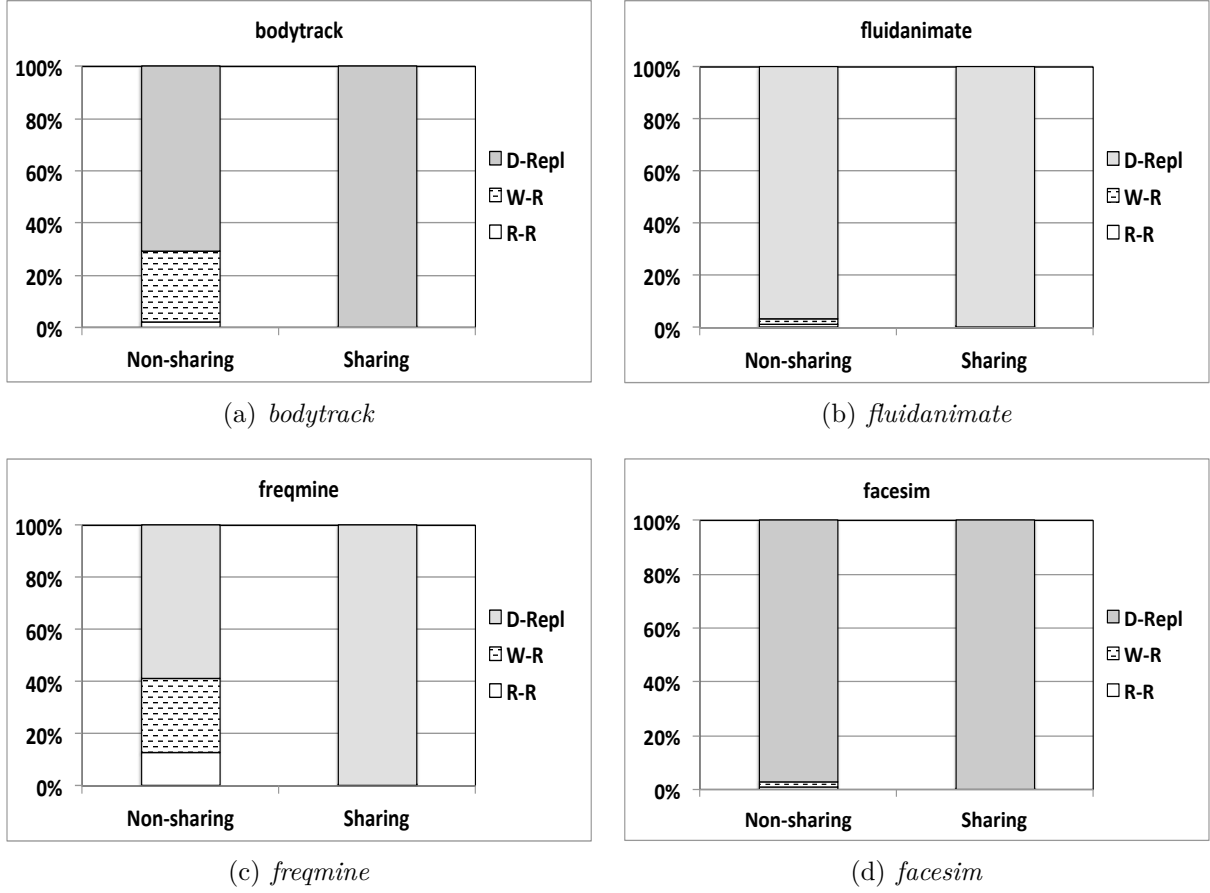 bodytrack
100%
80%
60%
40%
20%
0%
Non-sharing Sharing
D-Repl
W-R
R-R
(a) bodytrack
fluidanimate
100%
80%
60%
40%
20%
0%
Non-sharing Sharing
D-Repl
W-R
R-R
(b) fluidanimate
freqmine
100%
80%
60%
40%
20%
0%
Non-sharing Sharing
D-Repl
W-R
R-R
(c) freqmine
facesim
100%
80%
60%
40%
20%
0%
Non-sharing Sharing
D-Repl
W-R
R-R
(d) facesim